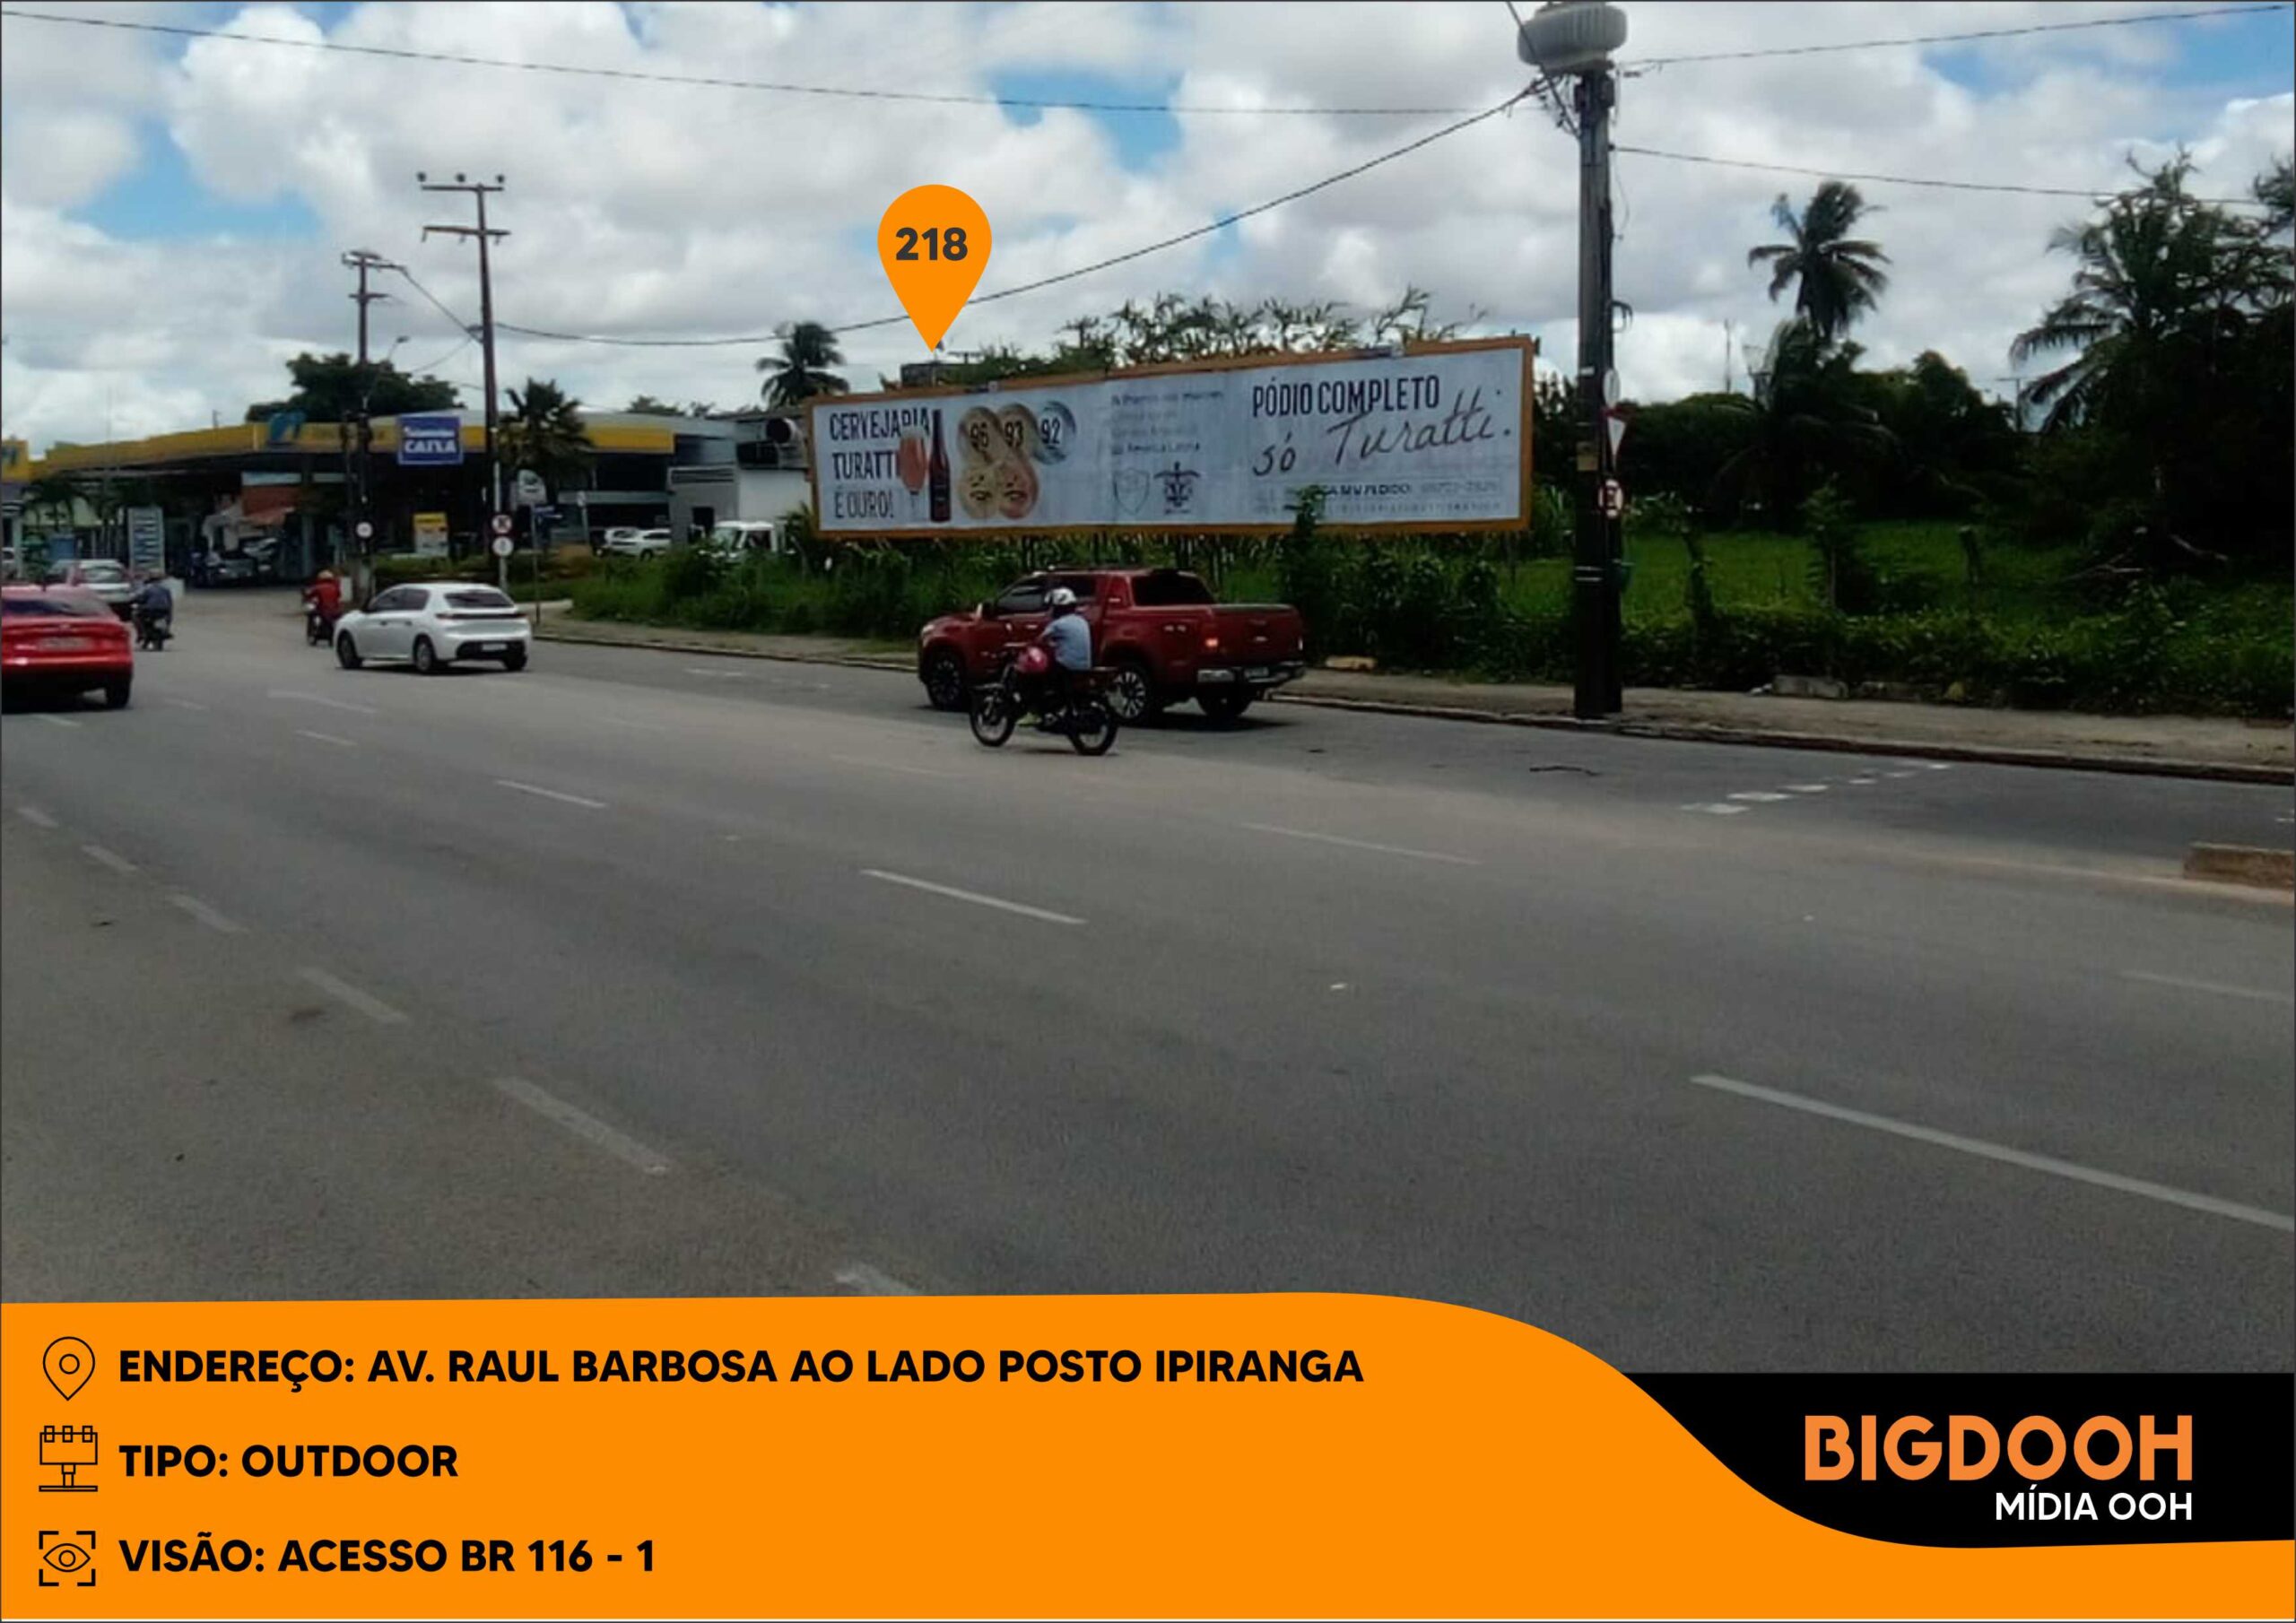 218
CAIXA
CERVEJARIA
TURATTI
É OURO!
96 93 92
PÓDIO COMPLETO
só Turatti.
ENDEREÇO: AV. RAUL BARBOSA AO LADO POSTO IPIRANGA
TIPO: OUTDOOR
VISÃO: ACESSO BR 116 - 1
BIGDOOH
MÍDIA OOH